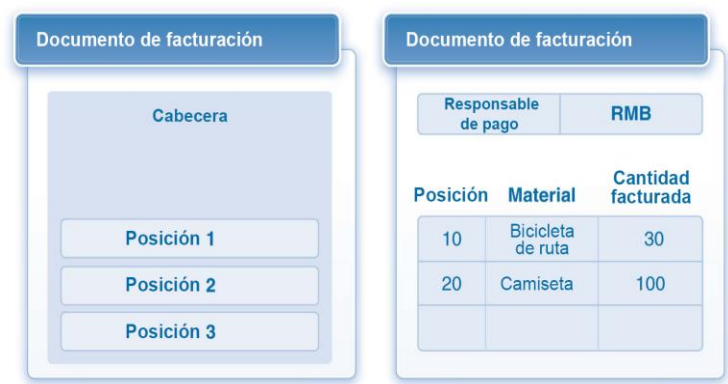 Documento de facturación
Cabecera
Posición 1
Posición 2
Posición 3
Documento de facturación
Responsable
de pago
RMB
Posición Material Cantidad
facturada
10 Bicicleta
de ruta 30
20 Camiseta 100